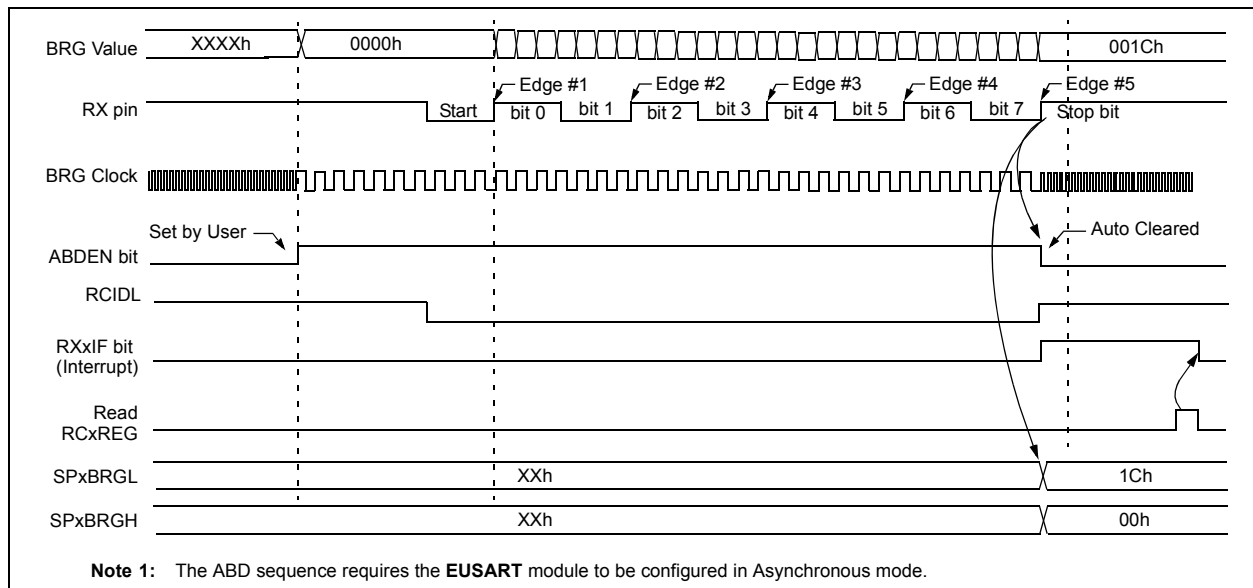 BRG Value XXXXh 0000h 001Ch
Edge #1 Edge #2 Edge #3 Edge #4 Edge #5
RX pin Start bit 0 bit 1 bit 2 bit 3 bit 4 bit 5 bit 6 bit 7 Stop bit
BRG Clock
Set by User Auto Cleared
ABDEN bit
RCIDL
RXxIF bit
(Interrupt)
Read
RCxREG
SPxBRGL XXh 1Ch
SPxBRGH XXh 00h
Note 1: The ABD sequence requires the EUSART module to be configured in Asynchronous mode.